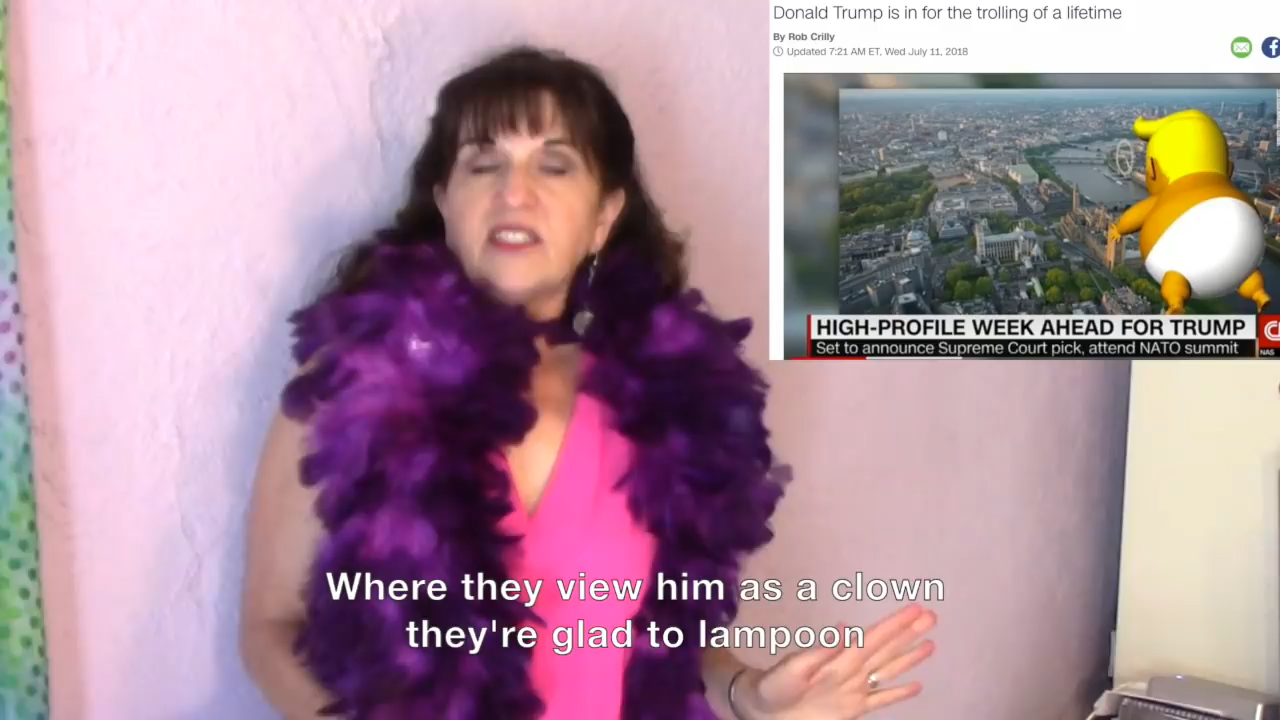 Donald Trump is in for the trolling of a lifetime
By Rob Crilly
Updated 7:21 AM ET, Wed July 11, 2018
HIGH-PROFILE WEEK AHEAD FOR TRUMP
Set to announce Supreme Court pick, attend NATO summit
NAS
Where they view him as a clown
they're glad to lampoon